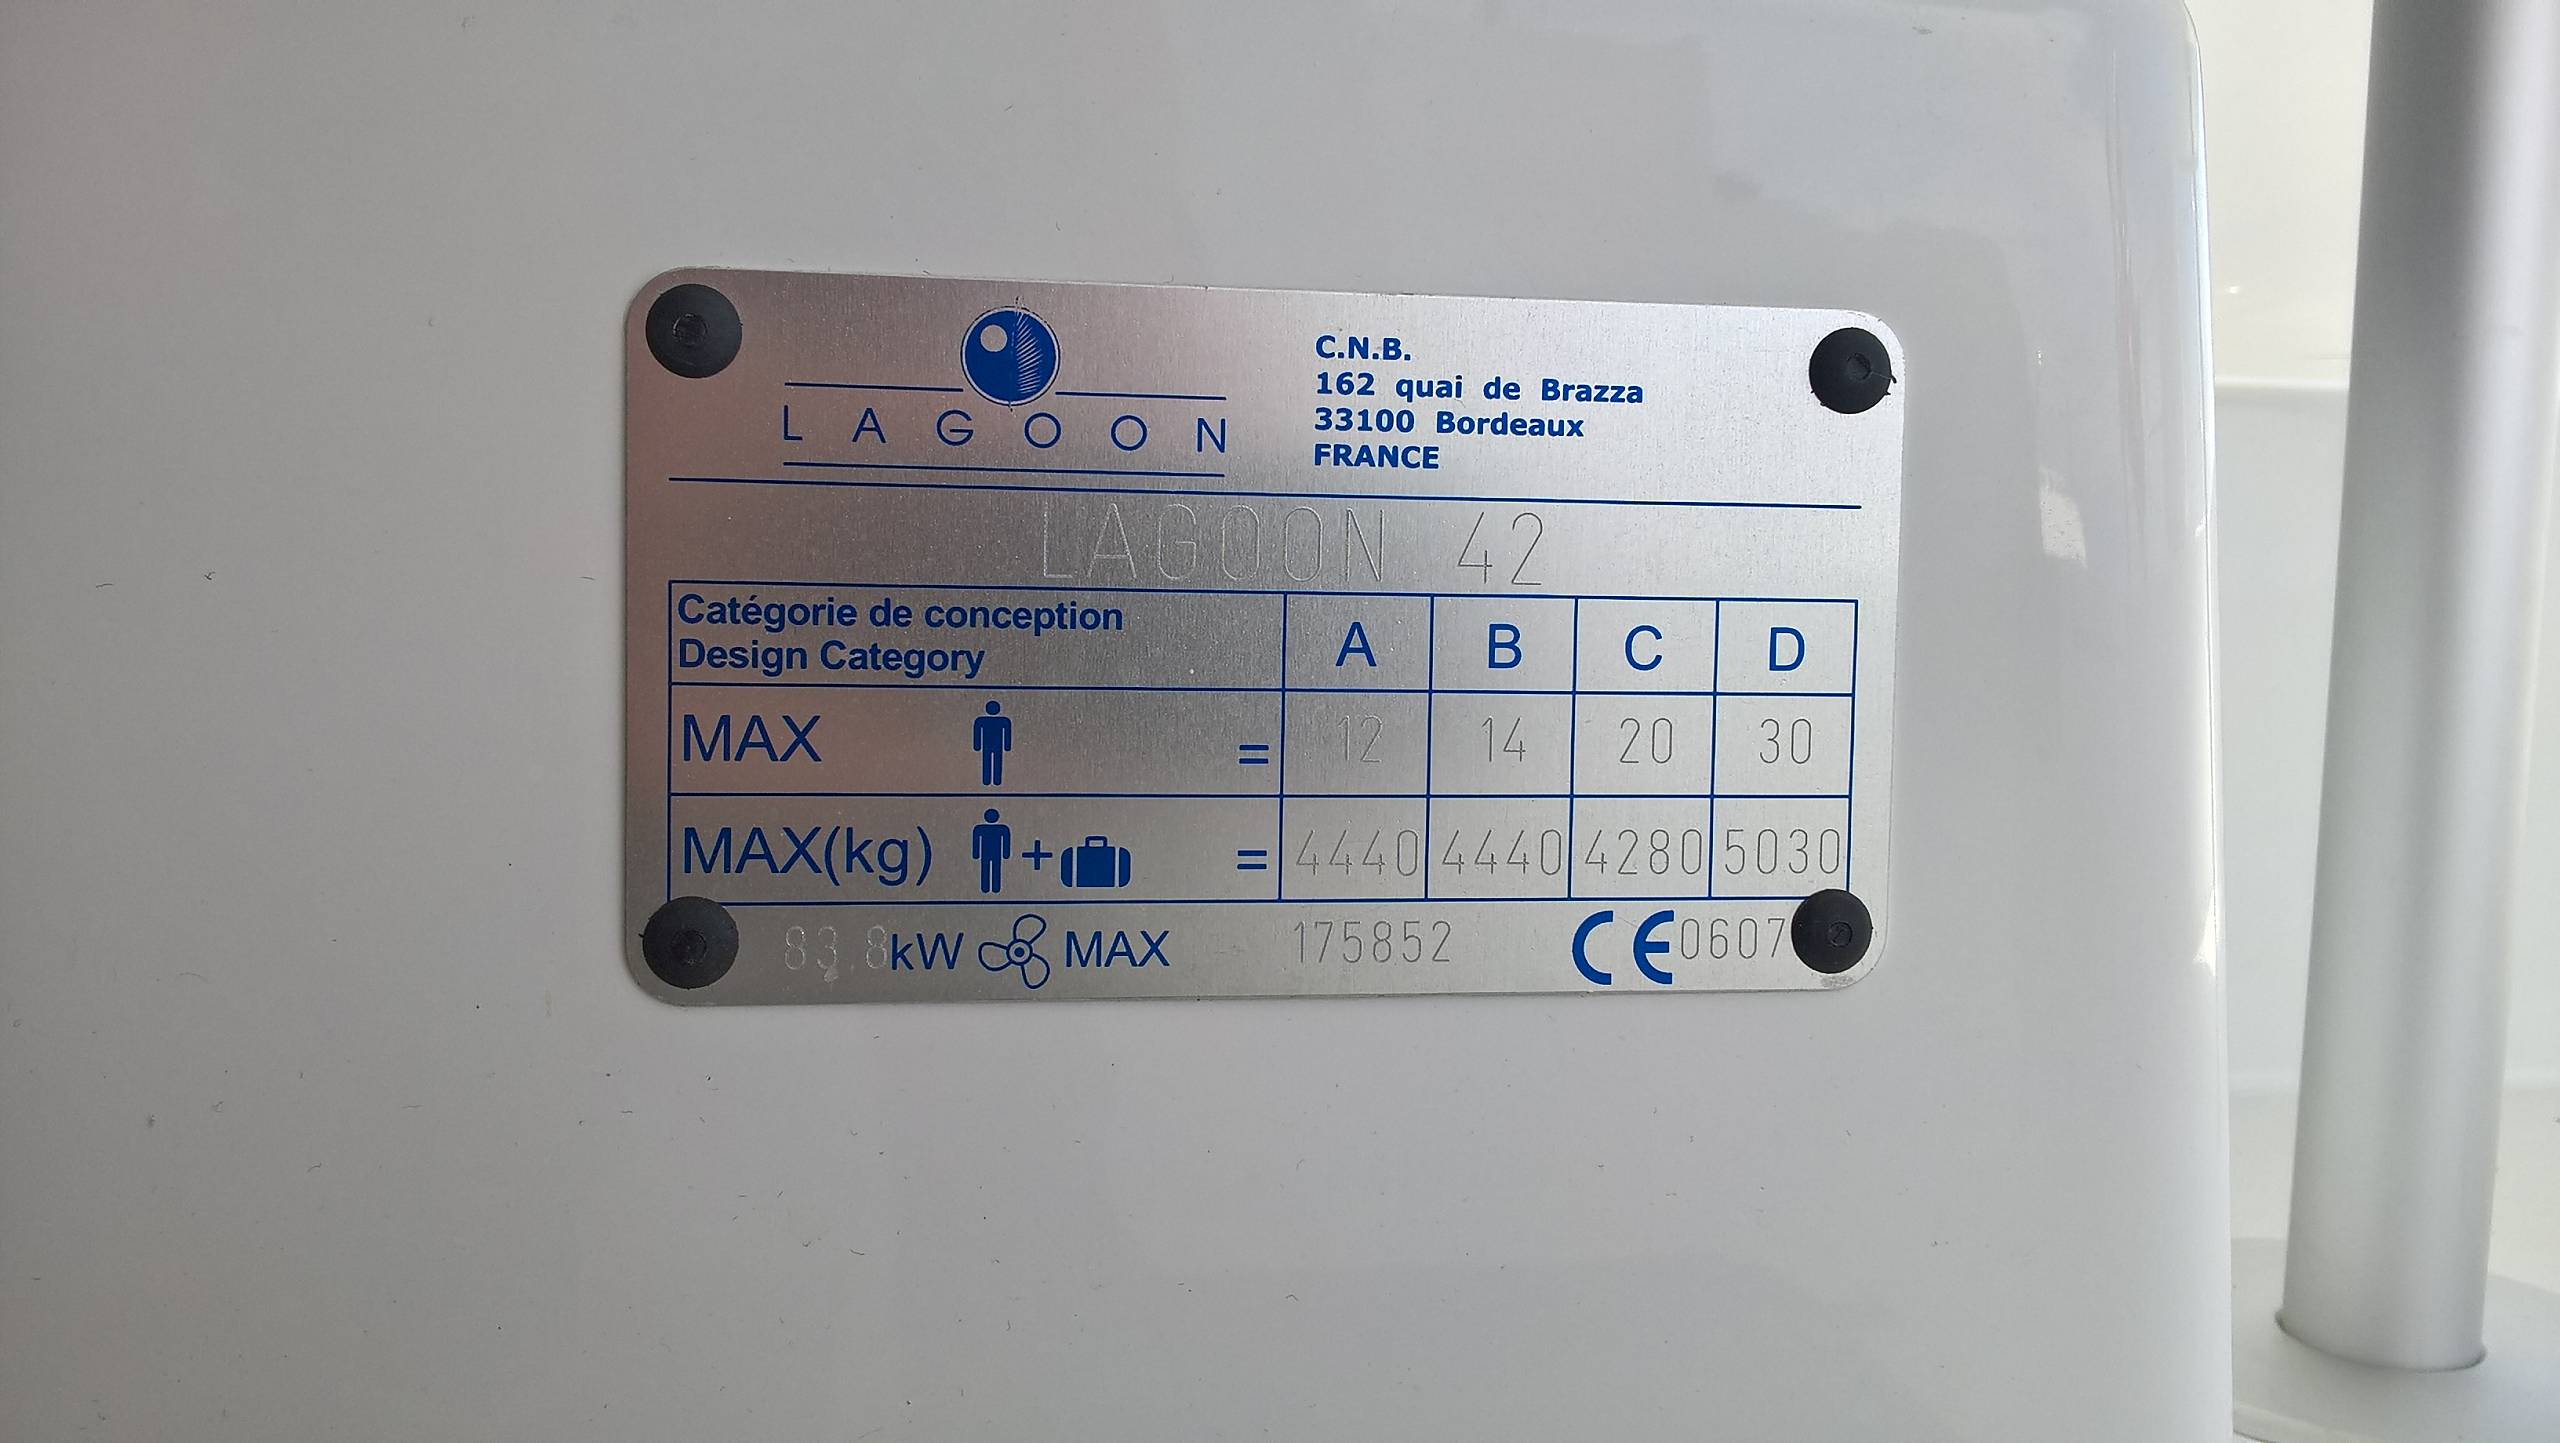 LAGOON
C.N.B.
162 quai de Brazza
33100 Bordeaux
FRANCE
LAGOON 42
Catégorie de conception
Design Category
A B C D
MAX = 12 14 20 30
MAX(kg) + = 4440 4440 4280 5030
83.8kW MAX 175852 CE0607